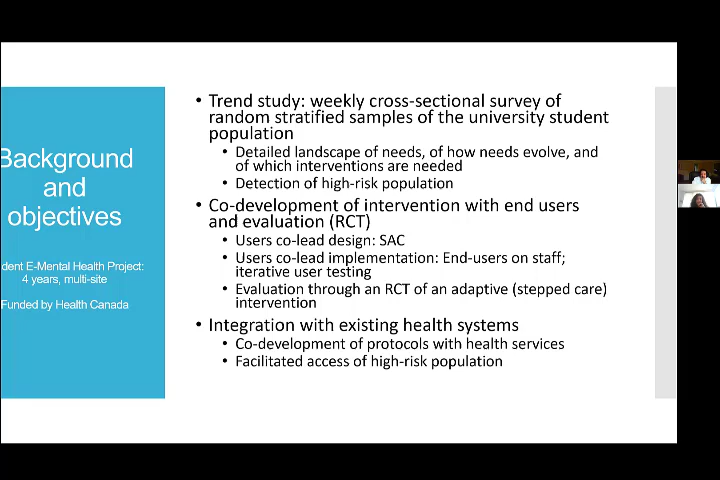 Background
and
objectives
dent E-Mental Health Project:
4 years, multi-site
Funded by Health Canada
• Trend study: weekly cross-sectional survey of
random stratified samples of the university student
population
• Detailed landscape of needs, of how needs evolve, and
of which interventions are needed
• Detection of high-risk population
• Co-development of intervention with end users
and evaluation (RCT)
• Users co-lead design: SAC
• Users co-lead implementation: End-users on staff;
iterative user testing
• Evaluation through an RCT of an adaptive (stepped care)
intervention
• Integration with existing health systems
• Co-development of protocols with health services
• Facilitated access of high-risk population